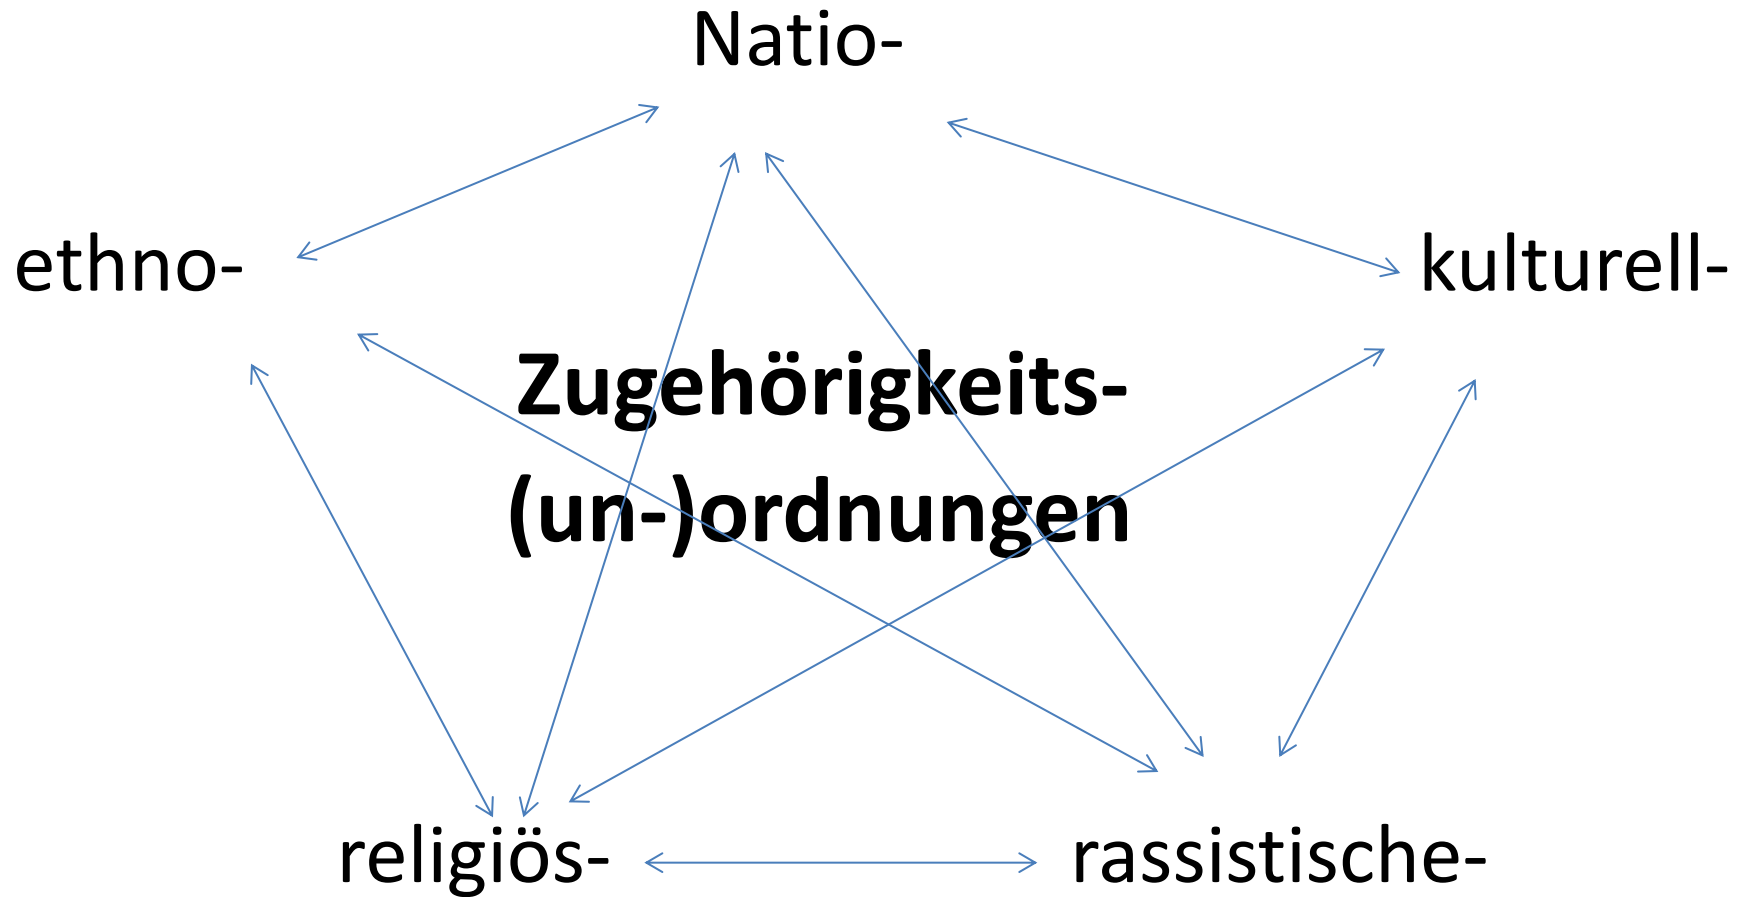 Natio-
ethno-
kulturell-
Zugehörigkeits-
(un-)ordnungen
religiös-
rassistische-